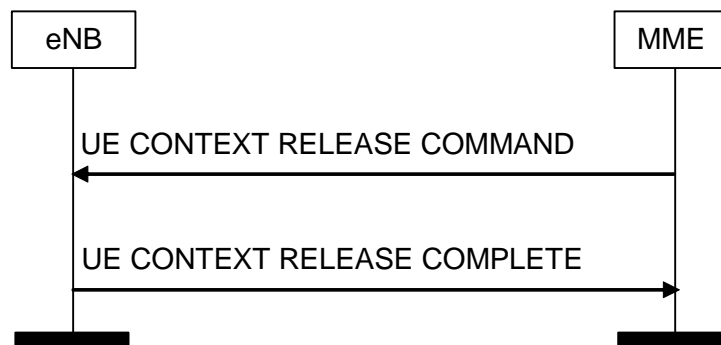 eNB
MME
UE CONTEXT RELEASE COMMAND
UE CONTEXT RELEASE COMPLETE